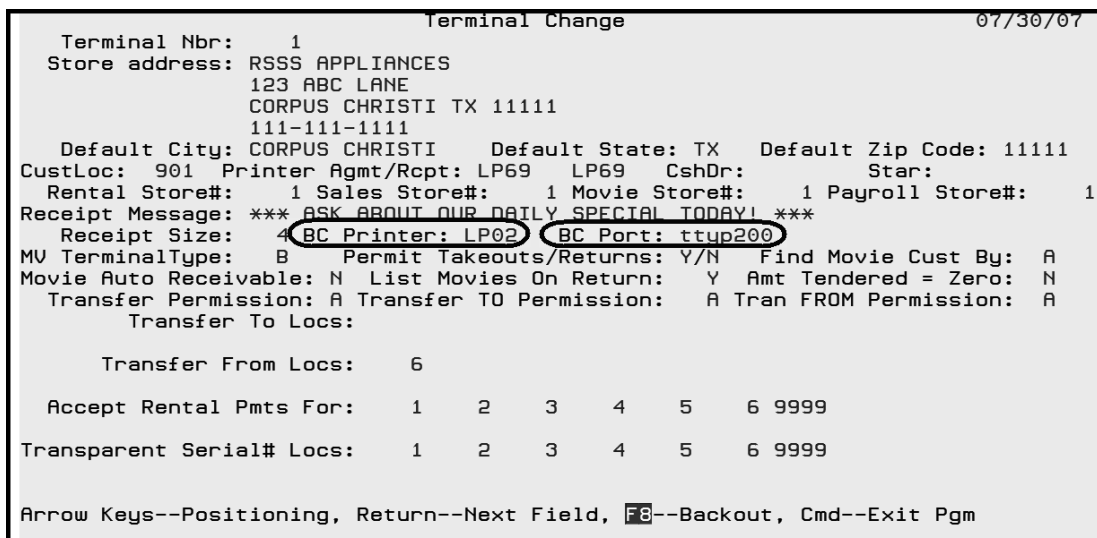 Terminal Change 07/30/07
Terminal Nbr: 1
Store address: RSSS APPLIANCES
123 ABC LANE
CORPUS CHRISTI TX 11111
111-111-1111
Default City: CORPUS CHRISTI Default State: TX Default Zip Code: 11111
CustLoc: 901 Printer Agmt/Rcpt: LP69 LP69 CshDr: Star:
Rental Store#: 1 Sales Store#: 1 Movie Store#: 1 Payroll Store#: 1
Receipt Message: *** ASK ABOUT OUR DAILY SPECIAL TODAY! ***
Receipt Size: 4 BC Printer: LP02 BC Port: ttyp200
MV TerminalType: B Permit Takeouts/Returns: Y/N Find Movie Cust By: A
Movie Auto Receivable: N List Movies On Return: Y Amt Tendered = Zero: N
Transfer Permission: A Transfer TO Permission: A Tran FROM Permission: A
Transfer To Locs:
Transfer From Locs: 6
Accept Rental Pmts For: 1 2 3 4 5 6 9999
Transparent Serial# Locs: 1 2 3 4 5 6 9999
Arrow Keys--Positioning, Return--Next Field, F8--Backout, Cmd--Exit Pgm